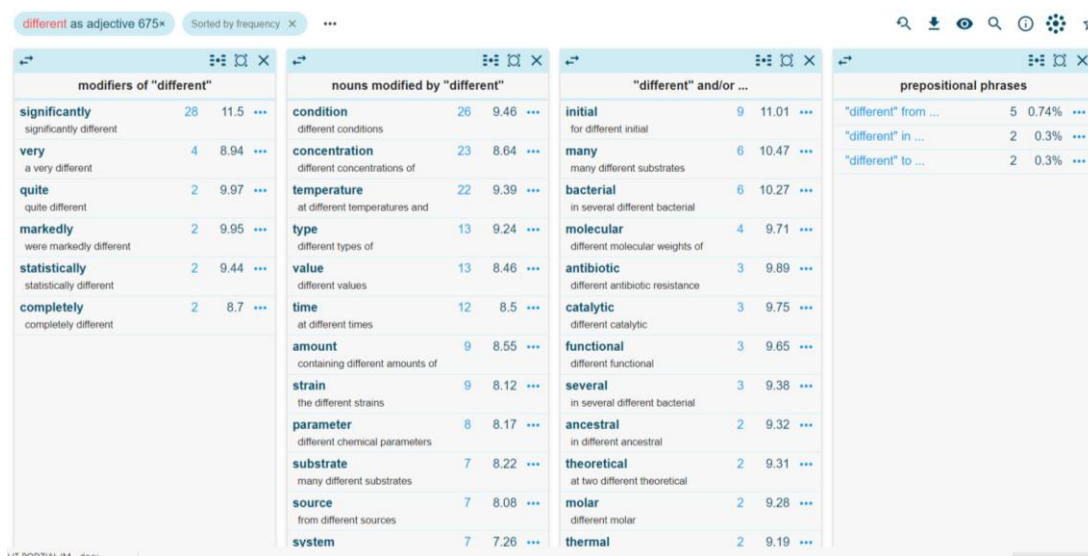 different as adjective 675× Sorted by frequency × •••
modifiers of "different"
significantly 28 11.5 •••
significantly different
very 4 8.94 •••
a very different
quite 2 9.97 •••
quite different
markedly 2 9.95 •••
were markedly different
statistically 2 9.44 •••
statistically different
completely 2 8.7 •••
completely different
nouns modified by "different"
condition 26 9.46 •••
different conditions
concentration 23 8.64 •••
different concentrations of
temperature 22 9.39 •••
at different temperatures and
type 13 9.24 •••
different types of
value 13 8.46 •••
different values
time 12 8.5 •••
at different times
amount 9 8.55 •••
containing different amounts of
strain 9 8.12 •••
the different strains
parameter 8 8.17 •••
different chemical parameters
substrate 7 8.22 •••
many different substrates
source 7 8.08 •••
from different sources
system 7 7.26 •••
"different" and/or ...
initial 9 11.01 •••
for different initial
many 6 10.47 •••
many different substrates
bacterial 6 10.27 •••
in several different bacterial
molecular 4 9.71 •••
different molecular weights of
antibiotic 3 9.89 •••
different antibiotic resistance
catalytic 3 9.75 •••
different catalytic
functional 3 9.65 •••
different functional
several 3 9.38 •••
in several different bacterial
ancestral 2 9.32 •••
in different ancestral
theoretical 2 9.31 •••
at two different theoretical
molar 2 9.28 •••
different molar
thermal 2 9.19 •••
prepositional phrases
"different" from ... 5 0.74% •••
"different" in ... 2 0.3% •••
"different" to ... 2 0.3% •••